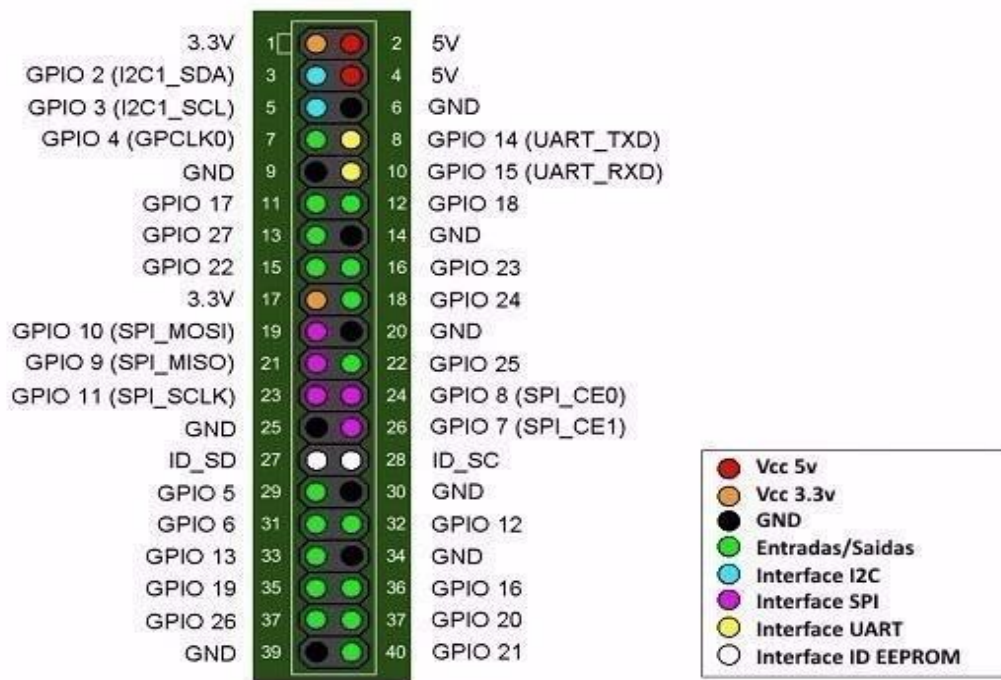 3.3V 1 2 5V
GPIO 2 (I2C1_SDA) 3 4 5V
GPIO 3 (I2C1_SCL) 5 6 GND
GPIO 4 (GPCLK0) 7 8 GPIO 14 (UART_TXD)
GND 9 10 GPIO 15 (UART_RXD)
GPIO 17 11 12 GPIO 18
GPIO 27 13 14 GND
GPIO 22 15 16 GPIO 23
3.3V 17 18 GPIO 24
GPIO 10 (SPI_MOSI) 19 20 GND
GPIO 9 (SPI_MISO) 21 22 GPIO 25
GPIO 11 (SPI_SCLK) 23 24 GPIO 8 (SPI_CE0)
GND 25 26 GPIO 7 (SPI_CE1)
ID_SD 27 28 ID_SC
GPIO 5 29 30 GND
GPIO 6 31 32 GPIO 12
GPIO 13 33 34 GND
GPIO 19 35 36 GPIO 16
GPIO 26 37 37 GPIO 20
GND 39 40 GPIO 21
Vcc 5v
Vcc 3.3v
GND
Entradas/Saidas
Interface I2C
Interface SPI
Interface UART
Interface ID EEPROM